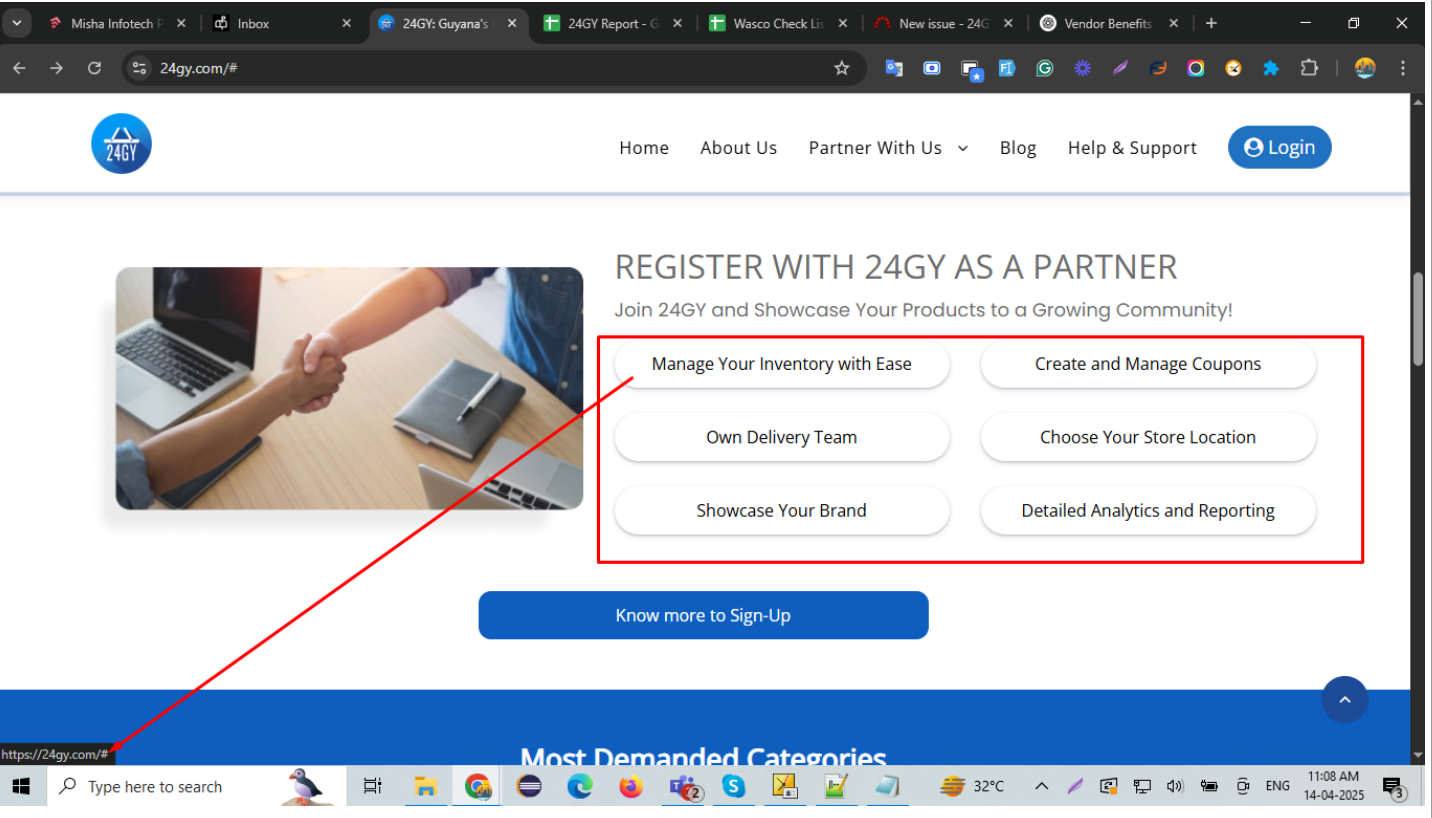 Misha Infotech P
Inbox
24GY: Guyana's
24GY Report - G
Wasco Check Lis
New issue - 24G
Vendor Benefits
24gy.com/#
24GY
Home
About Us
Partner With Us
Blog
Help & Support
Login
REGISTER WITH 24GY AS A PARTNER
Join 24GY and Showcase Your Products to a Growing Community!
Manage Your Inventory with Ease
Create and Manage Coupons
Own Delivery Team
Choose Your Store Location
Showcase Your Brand
Detailed Analytics and Reporting
Know more to Sign-Up
https://24gy.com/#
Most Demanded Categories
Type here to search
2
32°C
ENG
11:08 AM
14-04-2025
3